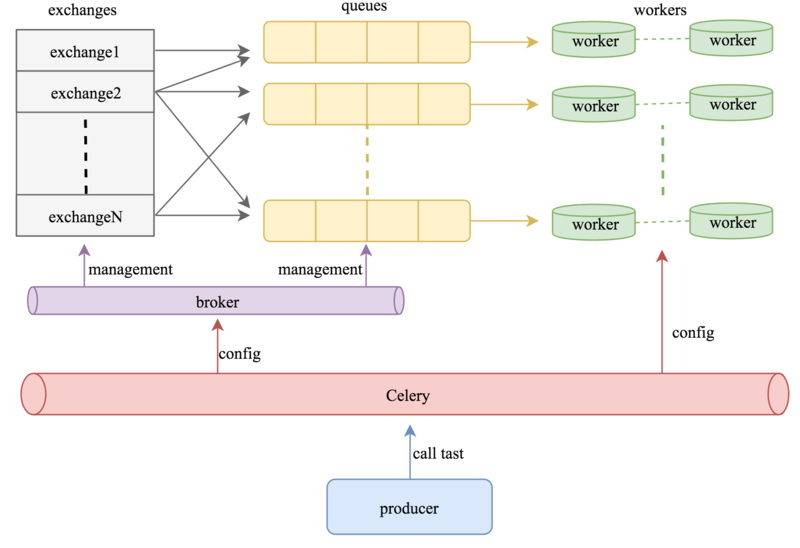 exchanges
queues
workers
exchange1
worker
worker
exchange2
worker
worker
exchangeN
worker
worker
management
management
broker
config
config
Celery
call tast
producer